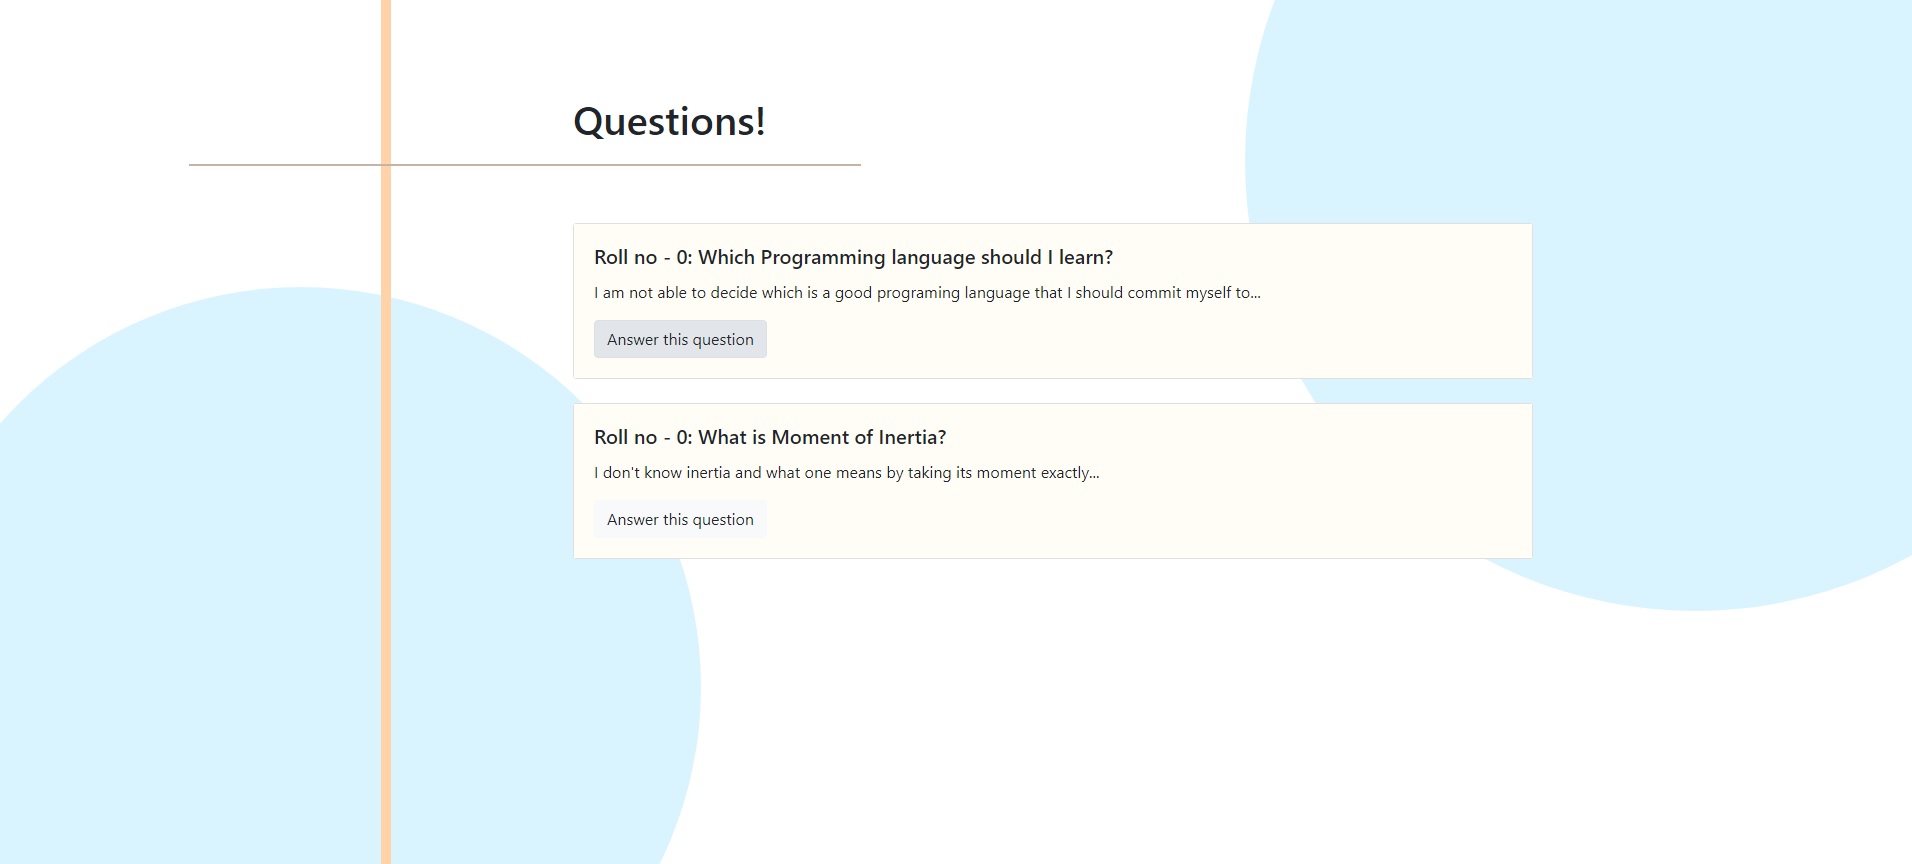 Questions!
Roll no - 0: Which Programming language should I learn?
I am not able to decide which is a good programing language that I should commit myself to...
Answer this question
Roll no - 0: What is Moment of Inertia?
I don't know inertia and what one means by taking its moment exactly...
Answer this question